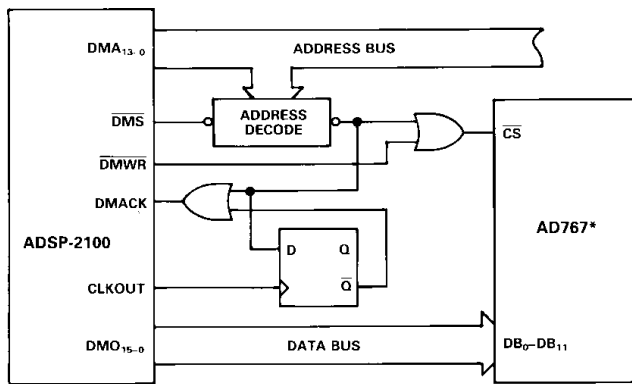 DMA13-0
ADDRESS BUS
DMS
ADDRESS
DECODE
CS
DMWR
DMACK
ADSP-2100
AD767*
D Q
Q
CLKOUT
DMO15-0
DATA BUS
DB0–DB11